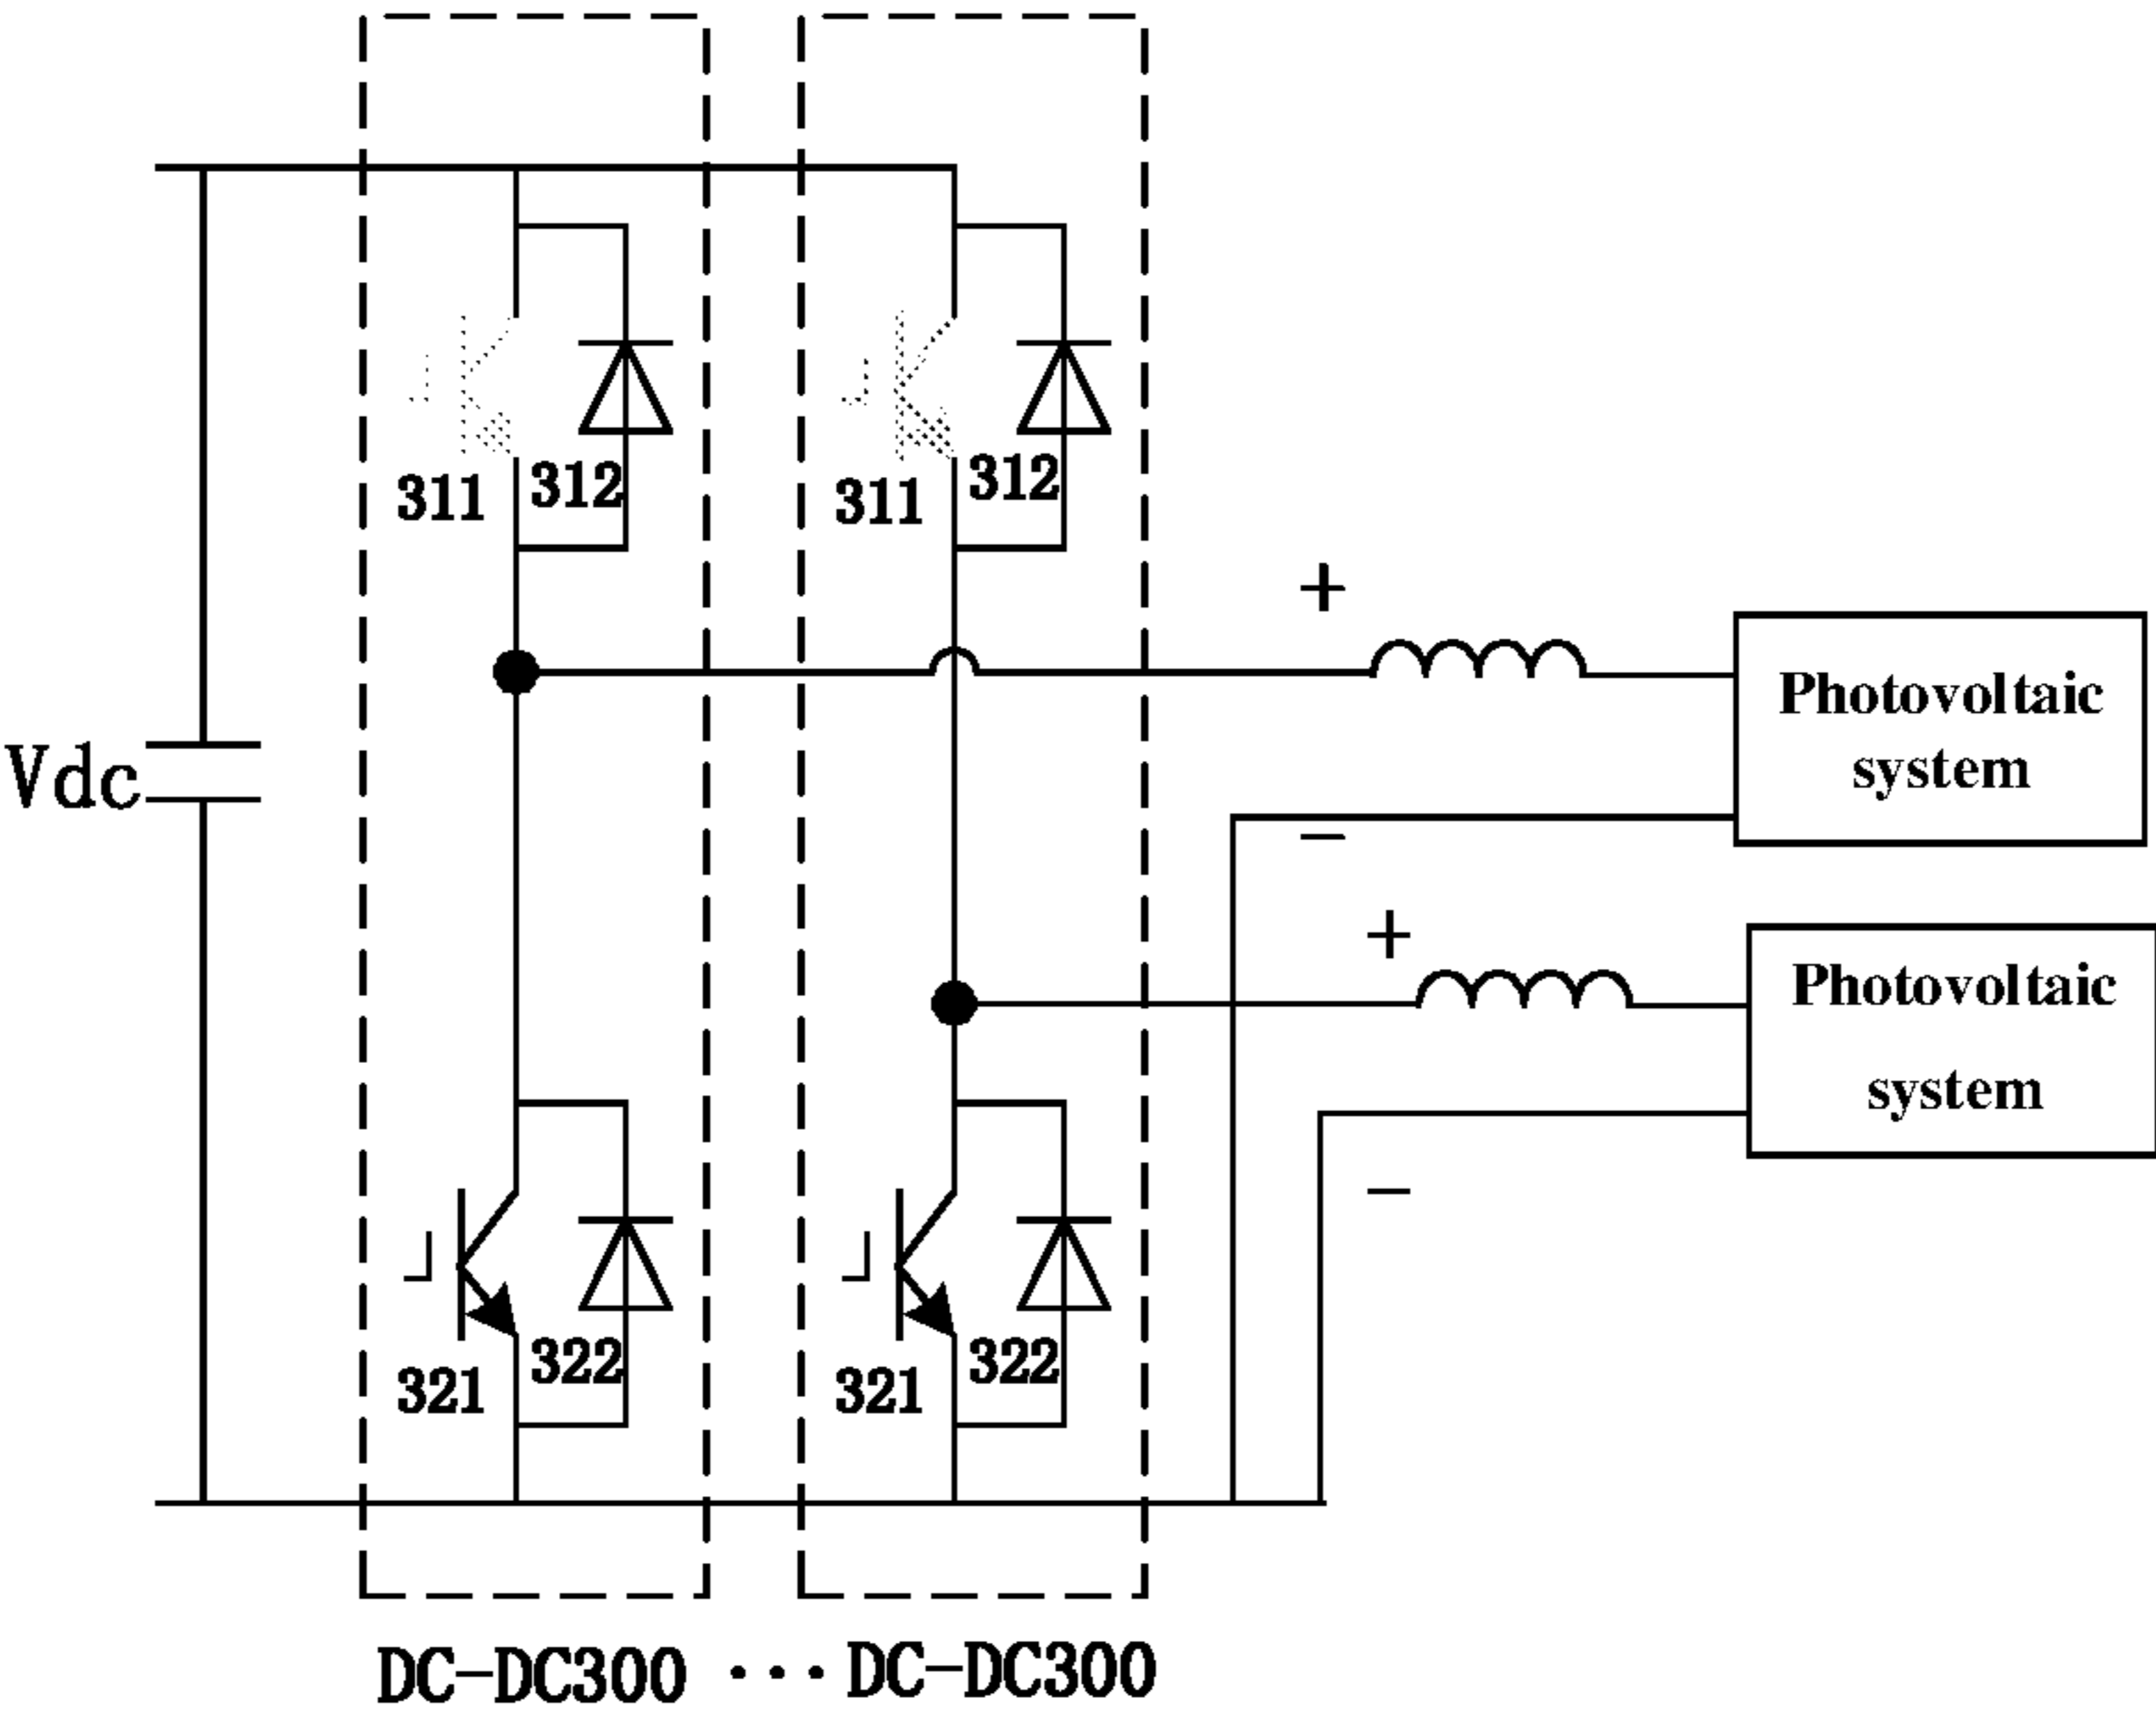 312
312
311
311
+
Photovoltaic
system
Vdc
−
+
Photovoltaic
system
−
322
322
321
321
DC-DC300 ··· DC-DC300